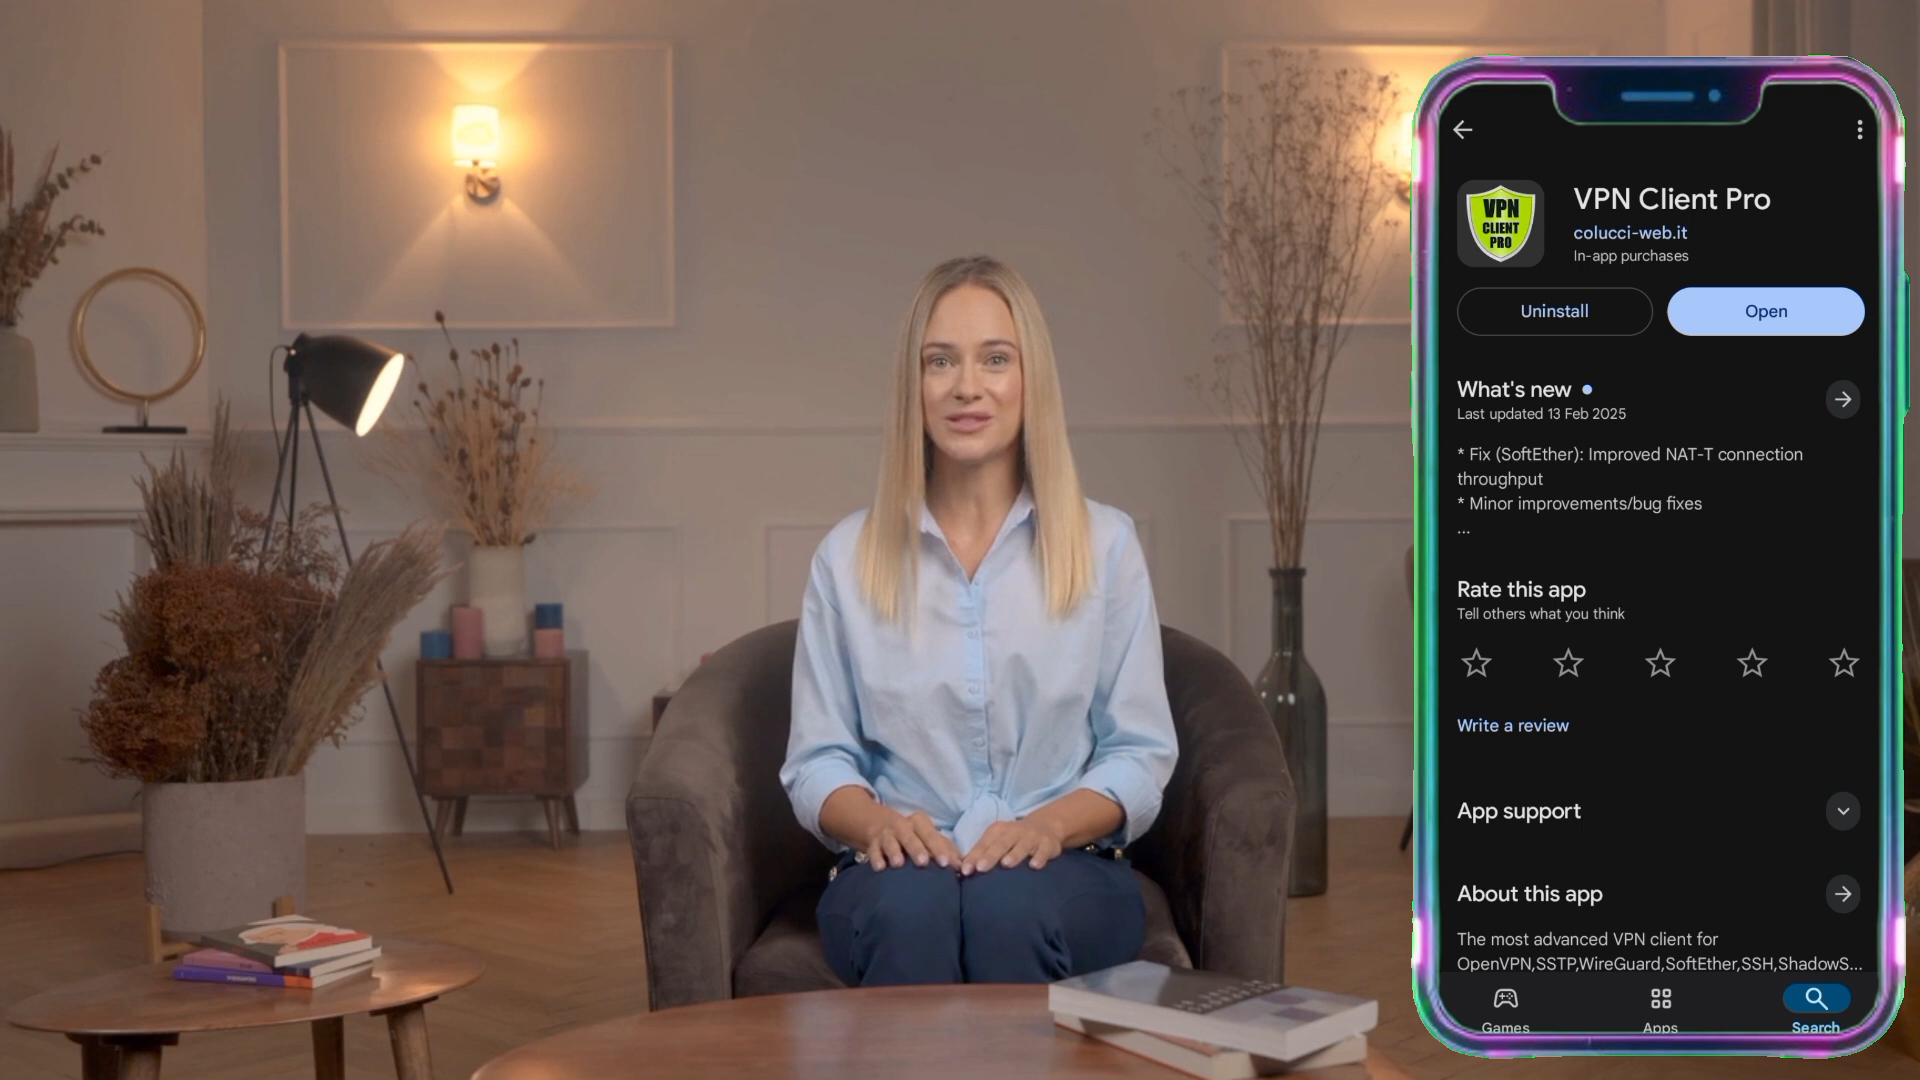 VPN
CLIENT
PRO
VPN Client Pro
colucci-web.it
In-app purchases
Uninstall
Open
What's new
Last updated 13 Feb 2025
* Fix (SoftEther): Improved NAT-T connection
throughput
* Minor improvements/bug fixes
...
Rate this app
Tell others what you think
Write a review
App support
About this app
The most advanced VPN client for
OpenVPN,SSTP,WireGuard,SoftEther,SSH,ShadowS...
Games
Apps
Search